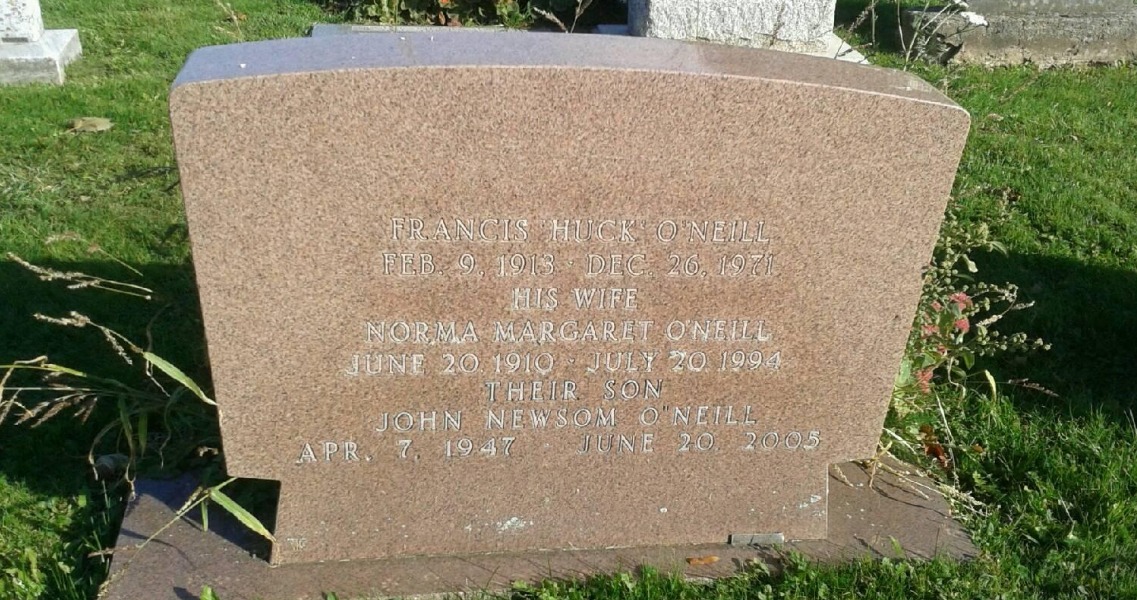 FRANCIS "HUCK" O'NEILL
FEB. 9, 1913 · DEC. 26, 1971
HIS WIFE
NORMA MARGARET O'NEILL
JUNE 20, 1910 · JULY 20, 1994
THEIR SON
JOHN NEWSOM O'NEILL
APR. 7, 1947 JUNE 20, 2005